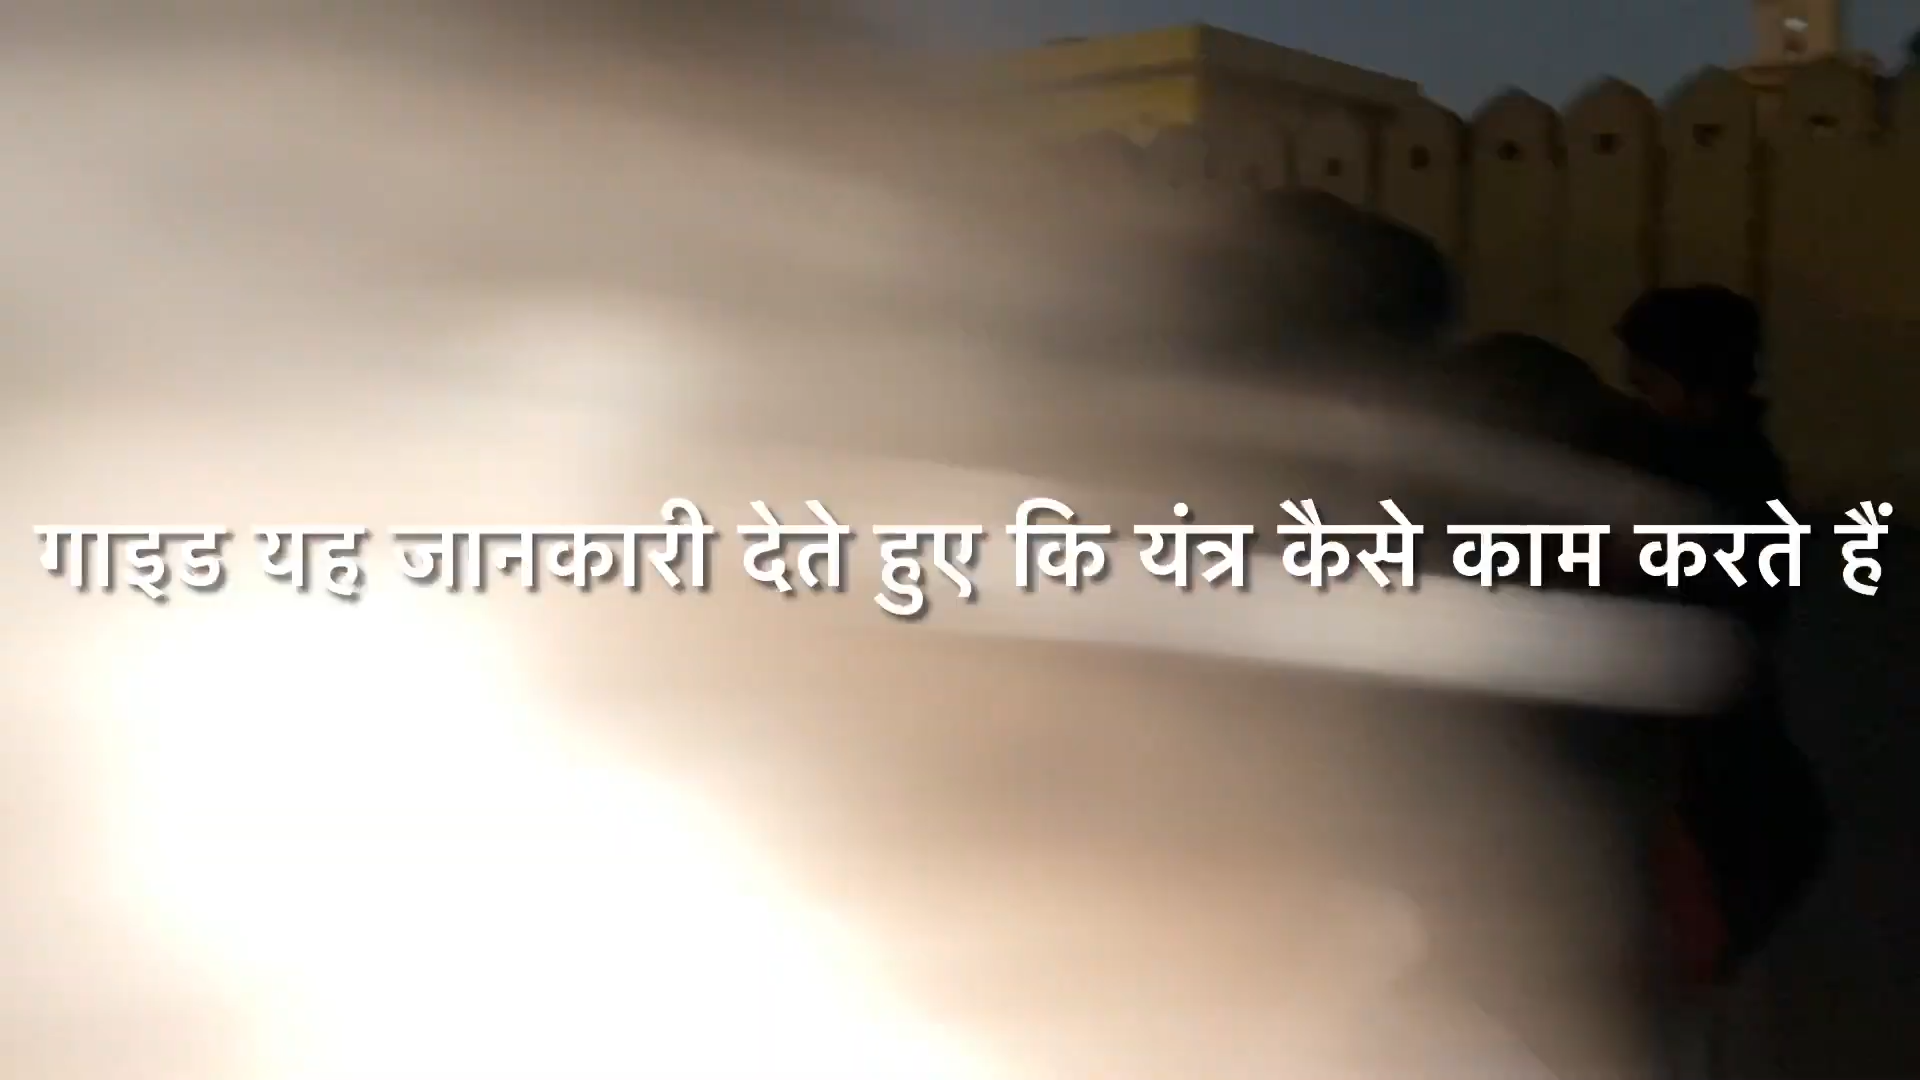 गाइड यह जानकारी देते हुए कि यंत्र कैसे काम करते हैं